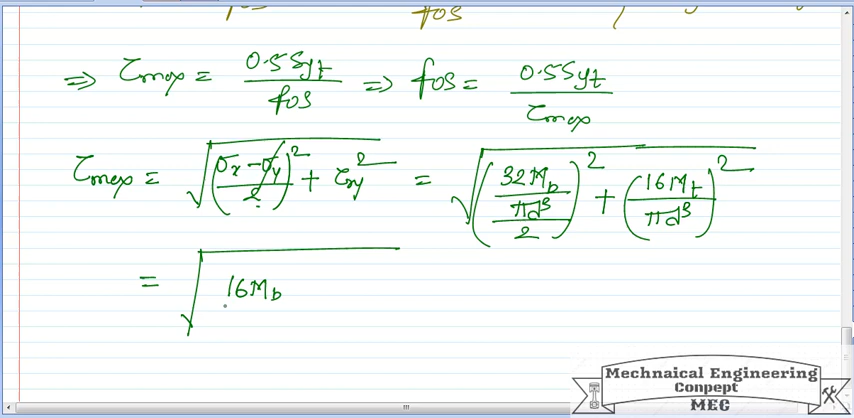 fos fos
⇒ τmax = 0.5Syt / fos ⇒ fos = 0.5Syt / τmax
τmax = √((σx - σy) / 2)² + τxy² = √((32Mb / πd³) / 2)² + (16Mt / πd³)²
= √ 16Mb
Mechnaical Engineering
Conpept
MEC